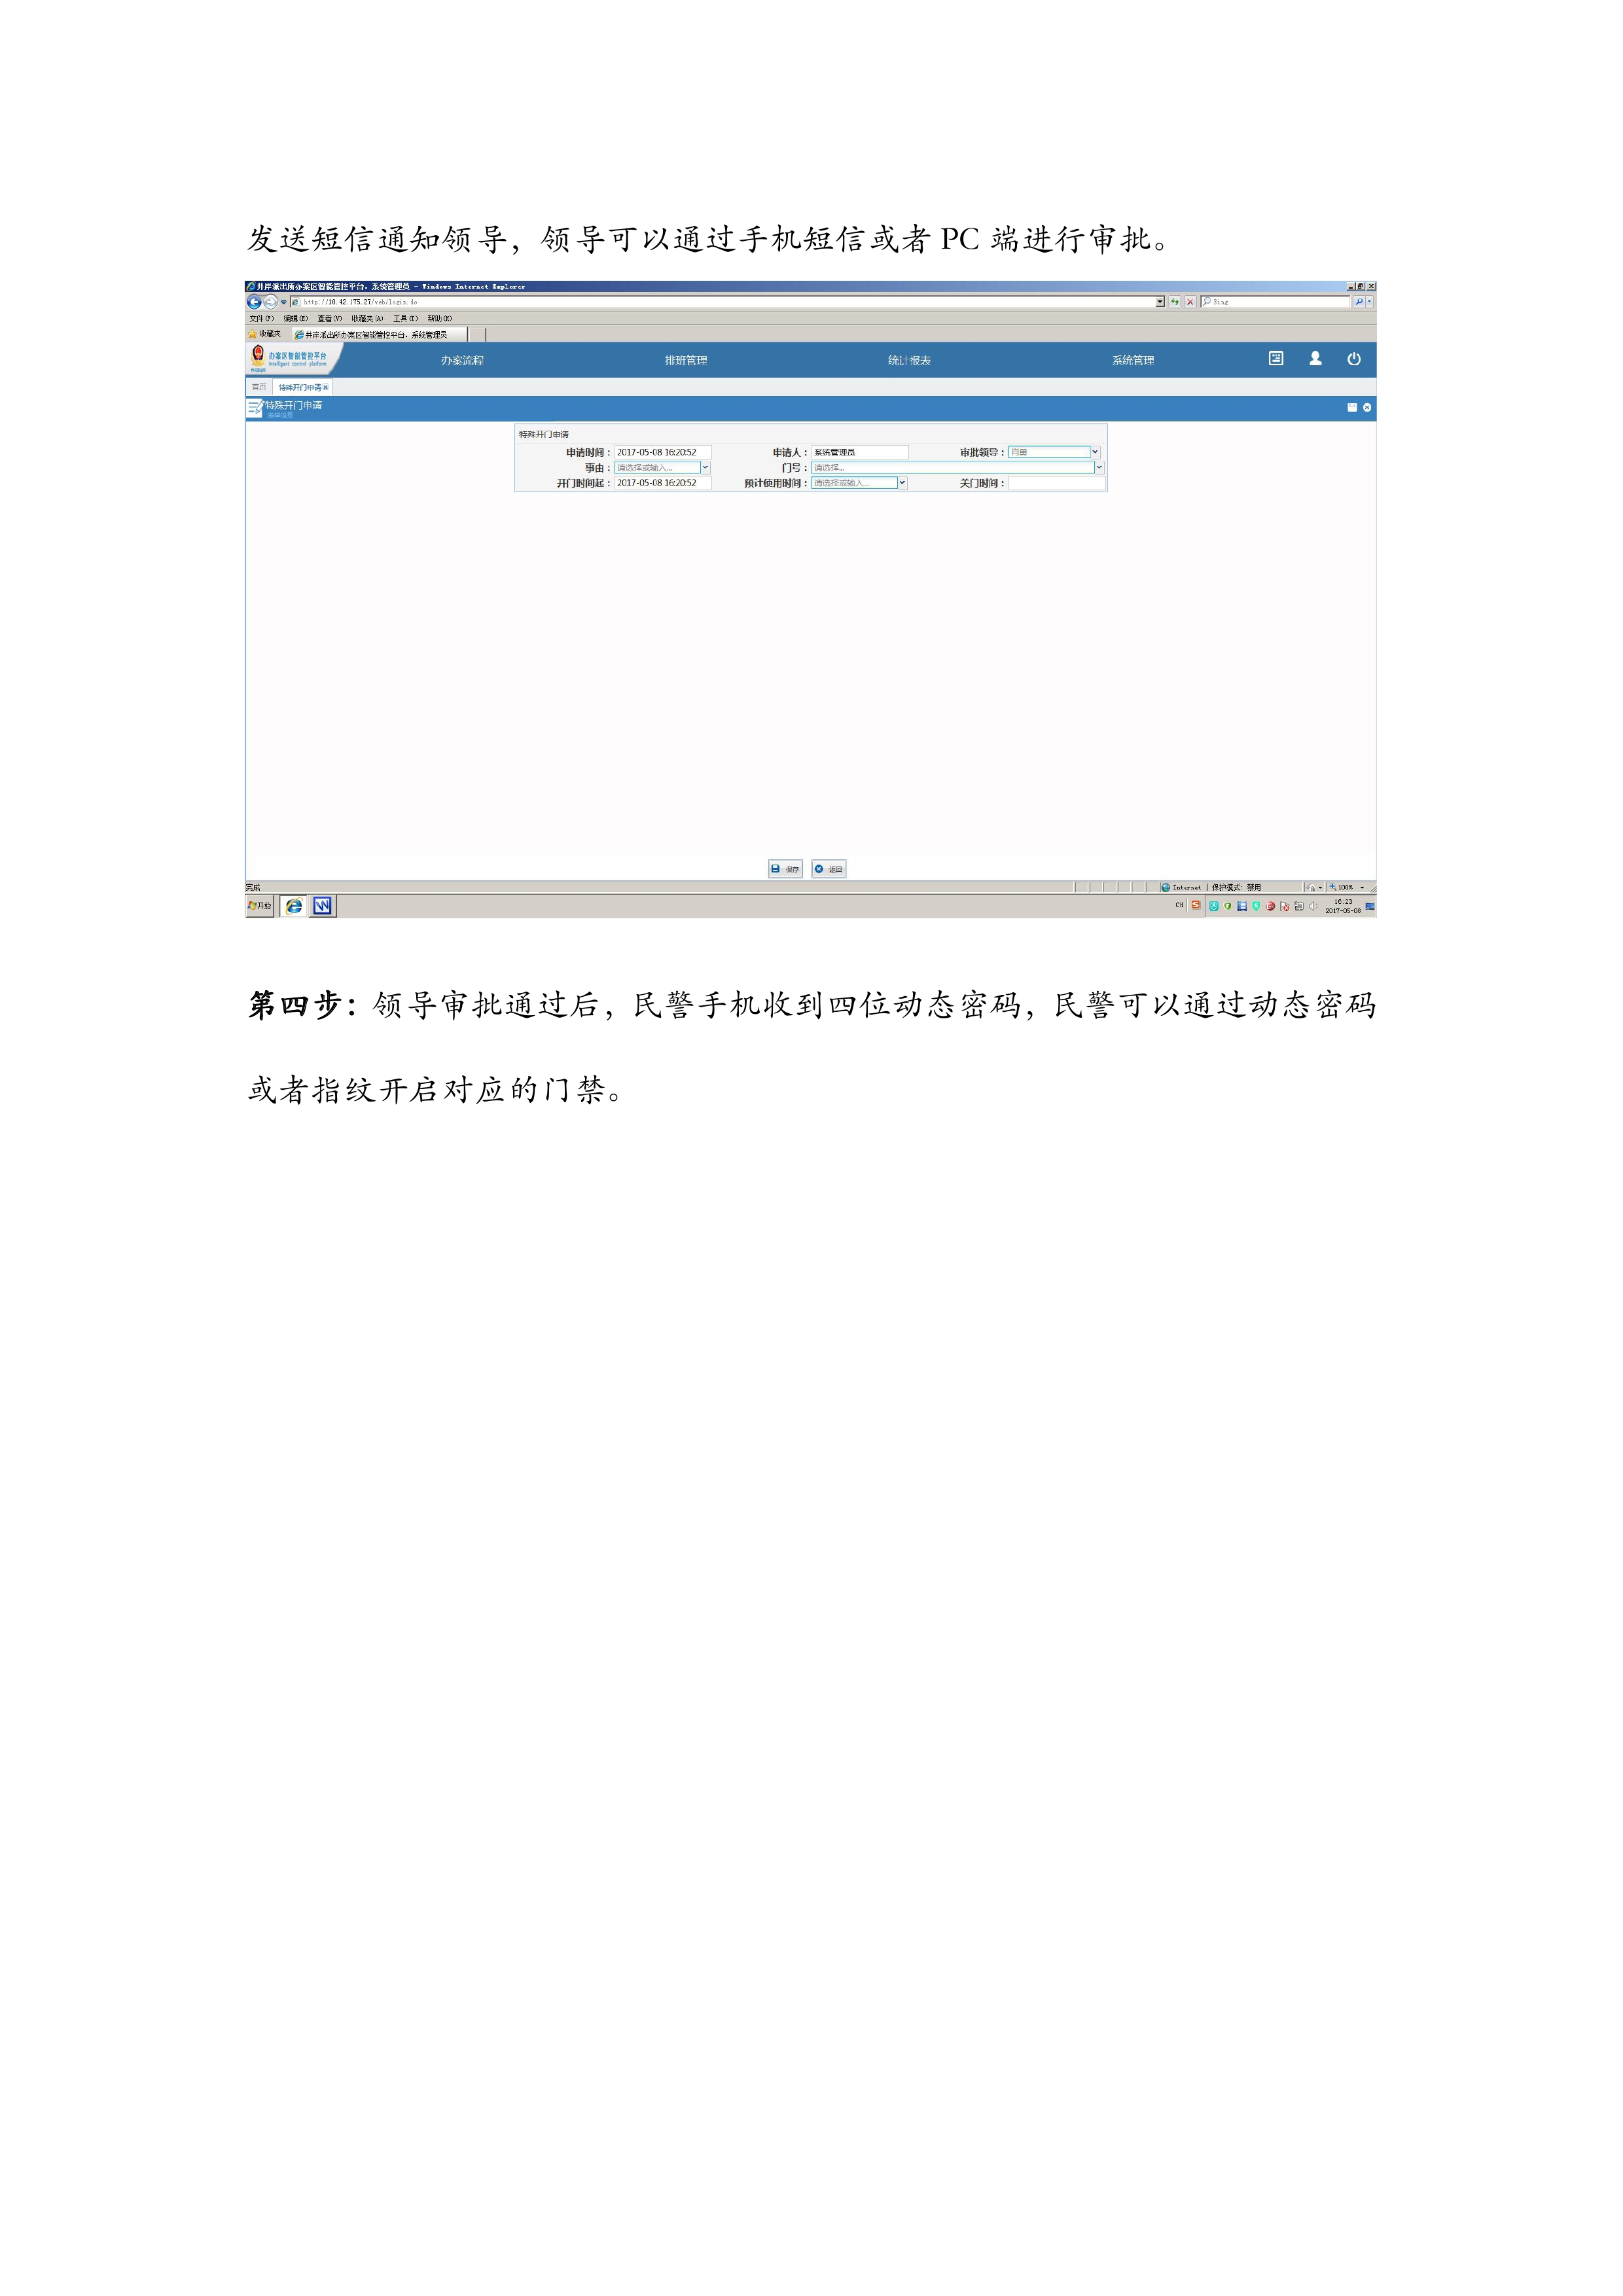 发送短信通知领导，领导可以通过手机短信或者 PC 端进行审批。
井岸派出所办案区智能管控平台. 系统管理员 - Windows Internet Explorer
http://10.42.175.27/web/login.do
Bing
文件(F) 编辑(E) 查看(V) 收藏夹(A) 工具(T) 帮助(H)
收藏夹 井岸派出所办案区智能管控平台. 系统管理员
办案区智能管控平台 办案流程 排班管理 统计报表 系统管理
Intelligent control platform
首页 特殊开门申请
特殊开门申请
表单信息
特殊开门申请
申请时间： 2017-05-08 16:20:52 申请人： 系统管理员 审批领导：
事由： 请选择或输入... 门号： 请选择...
开门时间起： 2017-05-08 16:20:52 预计使用时间： 请选择或输入... 关门时间：
保存 返回
完成 Internet | 保护模式: 禁用 100%
开始 CH 16:23
2017-05-08
第四步：领导审批通过后，民警手机收到四位动态密码，民警可以通过动态密码
或者指纹开启对应的门禁。